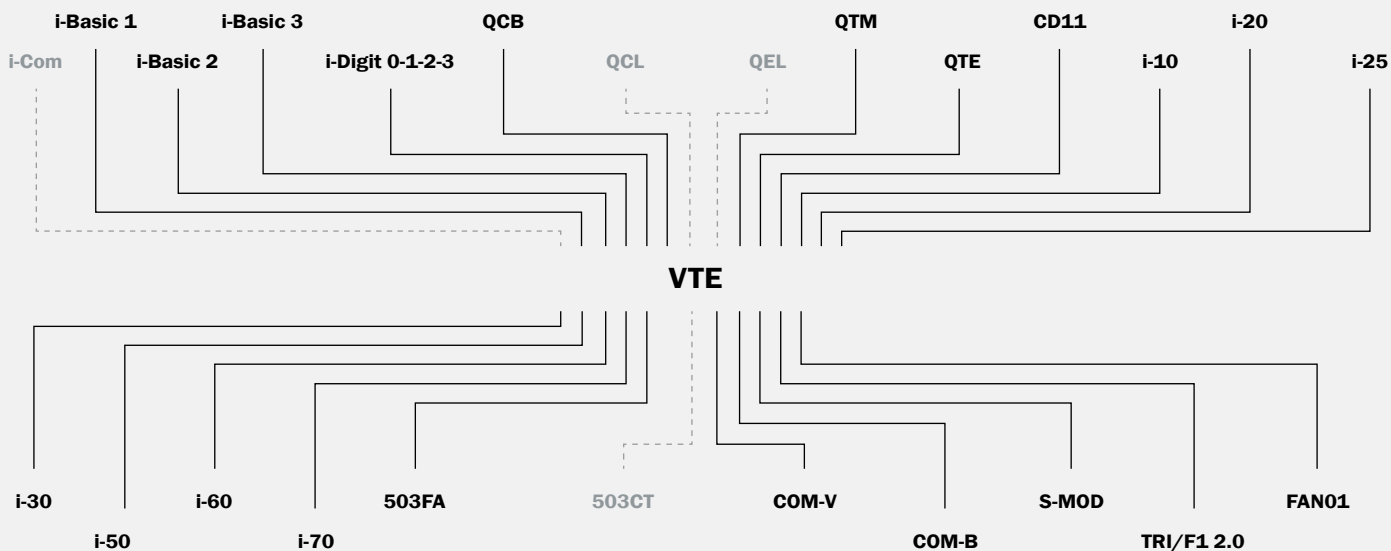 i-Basic 1
i-Basic 3
QCB
QTM
CD11
i-20
i-Com
i-Basic 2
i-Digit 0-1-2-3
QCL
QEL
QTE
i-10
i-25
VTE
i-30
i-60
503FA
503CT
COM-V
S-MOD
FAN01
i-50
i-70
COM-B
TRI/F1 2.0